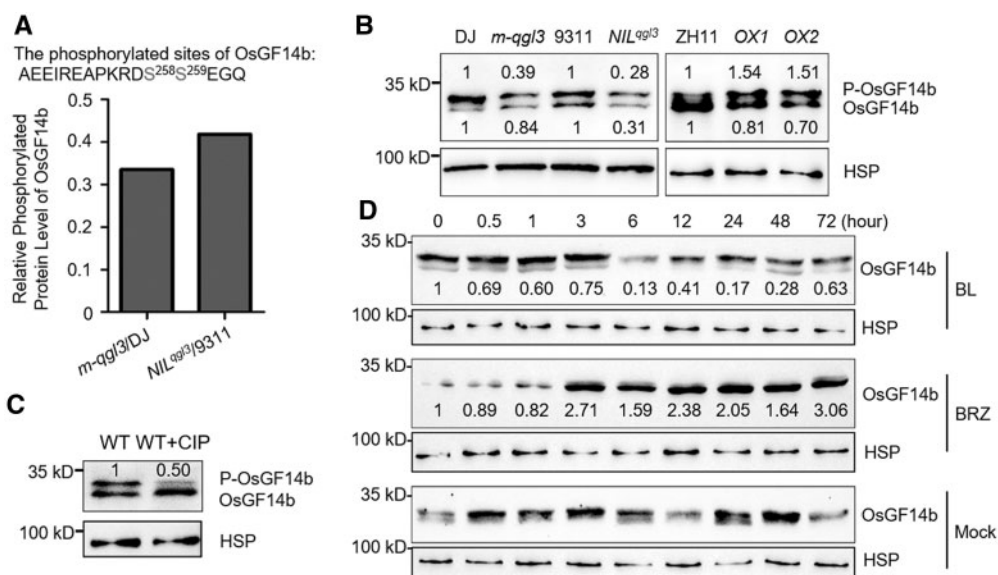 A
The phosphorylated sites of OsGF14b:
AEEIREAPKRDS²⁵⁸S²⁵⁹EGQ
Relative Phosphorylated
Protein Level of OsGF14b
0.5
0.4
0.3
0.2
0.1
0
m-qgl3/DJ
NIL^qgl3/9311
B
DJ m-qgl3 9311 NIL^qgl3 ZH11 OX1 OX2
1 0.39 1 0. 28 1 1.54 1.51
35 kD
P-OsGF14b
OsGF14b
1 0.84 1 0.31 1 0.81 0.70
100 kD
HSP
C
WT WT+CIP
35 kD
1 0.50
P-OsGF14b
OsGF14b
100 kD
HSP
D
0 0.5 1 3 6 12 24 48 72 (hour)
35 kD
OsGF14b
1 0.69 0.60 0.75 0.13 0.41 0.17 0.28 0.63
BL
100 kD
HSP
35 kD
OsGF14b
1 0.89 0.82 2.71 1.59 2.38 2.05 1.64 3.06
BRZ
100 kD
HSP
35 kD
OsGF14b
Mock
100 kD
HSP